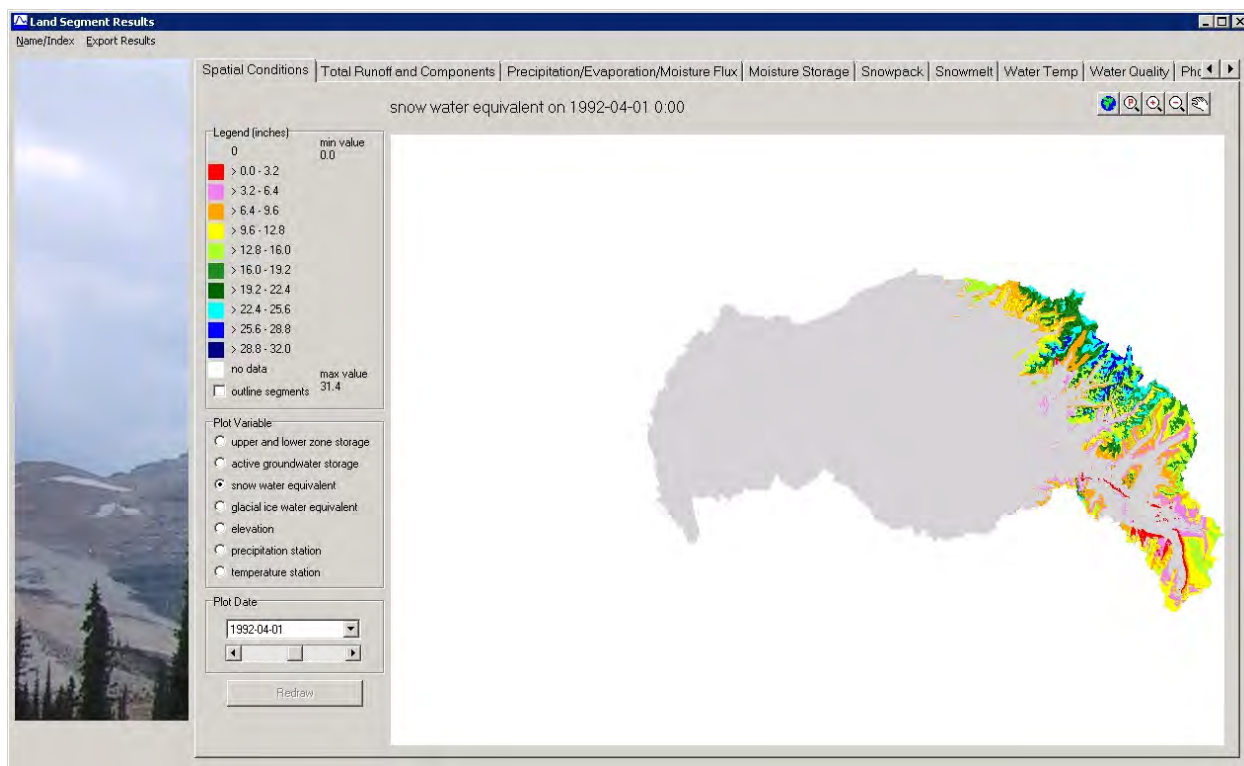 Land Segment Results
Name/Index Export Results
Spatial Conditions Total Runoff and Components Precipitation/Evaporation/Moisture Flux Moisture Storage Snowpack Snowmelt Water Temp Water Quality
snow water equivalent on 1992-04-01 0:00
Legend (inches)
0 min value
0.0
> 0.0 - 3.2
> 3.2 - 6.4
> 6.4 - 9.6
> 9.6 - 12.8
> 12.8 - 16.0
> 16.0 - 19.2
> 19.2 - 22.4
> 22.4 - 25.6
> 25.6 - 28.8
> 28.8 - 32.0
no data max value
outline segments 31.4
Plot Variable
upper and lower zone storage
active groundwater storage
snow water equivalent
glacial ice water equivalent
elevation
precipitation station
temperature station
Plot Date
1992-04-01
Redraw